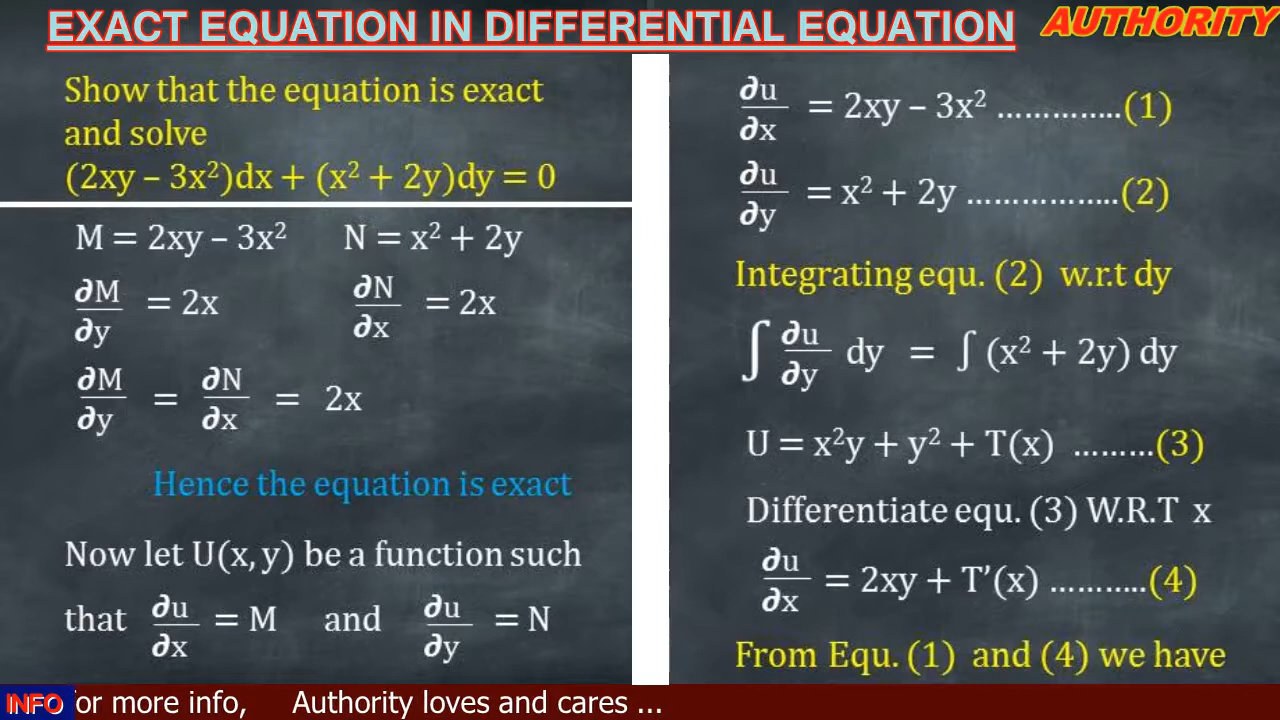 EXACT EQUATION IN DIFFERENTIAL EQUATION
AUTHORITY
Show that the equation is exact
and solve
(2xy – 3x²)dx + (x² + 2y)dy = 0
M = 2xy – 3x² N = x² + 2y
∂M/∂y = 2x ∂N/∂x = 2x
∂M/∂y = ∂N/∂x = 2x
Hence the equation is exact
Now let U(x, y) be a function such
that ∂u/∂x = M and ∂u/∂y = N
∂u/∂x = 2xy – 3x² …………..(1)
∂u/∂y = x² + 2y ……………..(2)
Integrating equ. (2) w.r.t dy
∫ ∂u/∂y dy = ∫ (x² + 2y) dy
U = x²y + y² + T(x) ………(3)
Differentiate equ. (3) W.R.T x
∂u/∂x = 2xy + T’(x) ………..(4)
From Equ. (1) and (4) we have
INFO for more info, Authority loves and cares ...